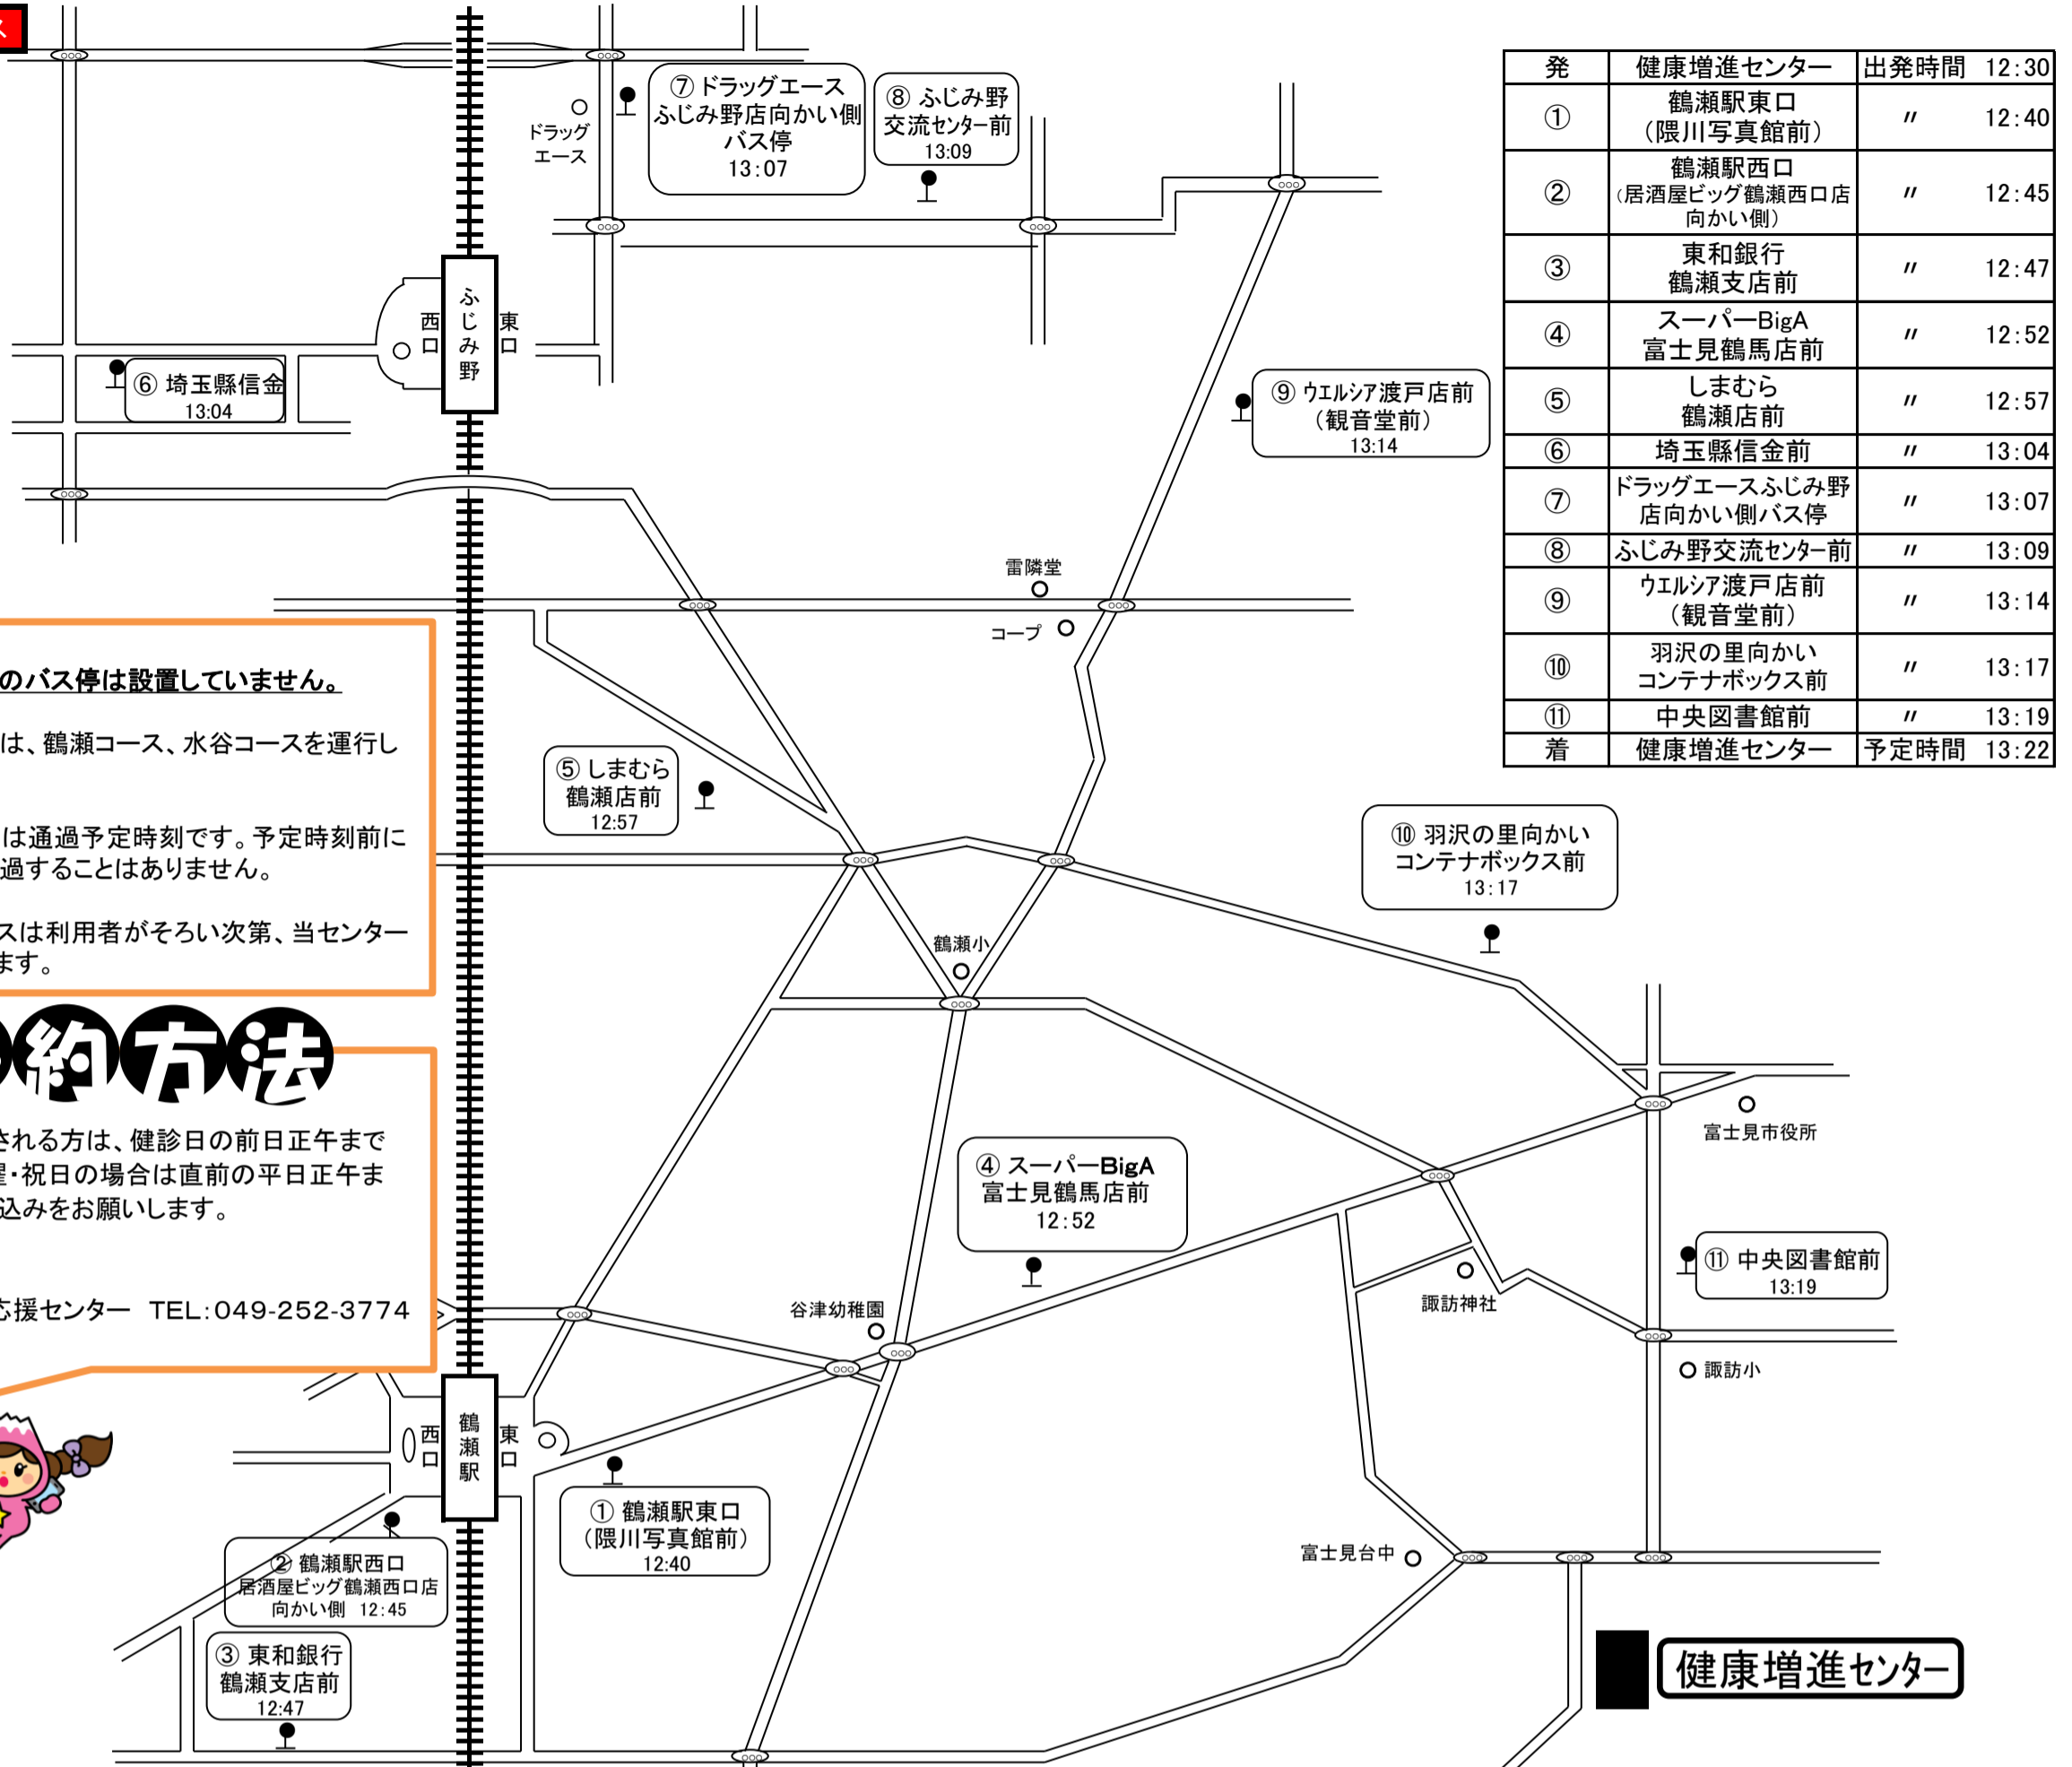 ス
⑦ ドラッグエース
ふじみ野店向かい側
バス停
13:07
⑧ ふじみ野
交流センター前
13:09
ドラッグ
エース
ふじみ野
西口
東口
⑥ 埼玉縣信金
13:04
⑨ ウエルシア渡戸店前
（観音堂前）
13:14
発 健康増進センター 出発時間 12:30
① 鶴瀬駅東口
（隈川写真館前） 〃 12:40
② 鶴瀬駅西口
（居酒屋ビッグ鶴瀬西口店
向かい側） 〃 12:45
③ 東和銀行
鶴瀬支店前 〃 12:47
④ スーパーBigA
富士見鶴馬店前 〃 12:52
⑤ しまむら
鶴瀬店前 〃 12:57
⑥ 埼玉縣信金前 〃 13:04
⑦ ドラッグエースふじみ野
店向かい側バス停 〃 13:07
⑧ ふじみ野交流センター前 〃 13:09
⑨ ウエルシア渡戸店前
（観音堂前） 〃 13:14
⑩ 羽沢の里向かい
コンテナボックス前 〃 13:17
⑪ 中央図書館前 〃 13:19
着 健康増進センター 予定時間 13:22
雷隣堂
コープ
のバス停は設置していません。
は、鶴瀬コース、水谷コースを運行し
は通過予定時刻です。予定時刻前に
過することはありません。
スは利用者がそろい次第、当センター
ます。
⑤ しまむら
鶴瀬店前
12:57
⑩ 羽沢の里向かい
コンテナボックス前
13:17
鶴瀬小
約方法
される方は、健診日の前日正午まで
曜・祝日の場合は直前の平日正午ま
込みをお願いします。
応援センター TEL:049-252-3774
富士見市役所
④ スーパーBigA
富士見鶴馬店前
12:52
⑪ 中央図書館前
13:19
谷津幼稚園
諏訪神社
諏訪小
鶴瀬駅
西口
東口
① 鶴瀬駅東口
（隈川写真館前）
12:40
② 鶴瀬駅西口
居酒屋ビッグ鶴瀬西口店
向かい側 12:45
③ 東和銀行
鶴瀬支店前
12:47
富士見台中
健康増進センター